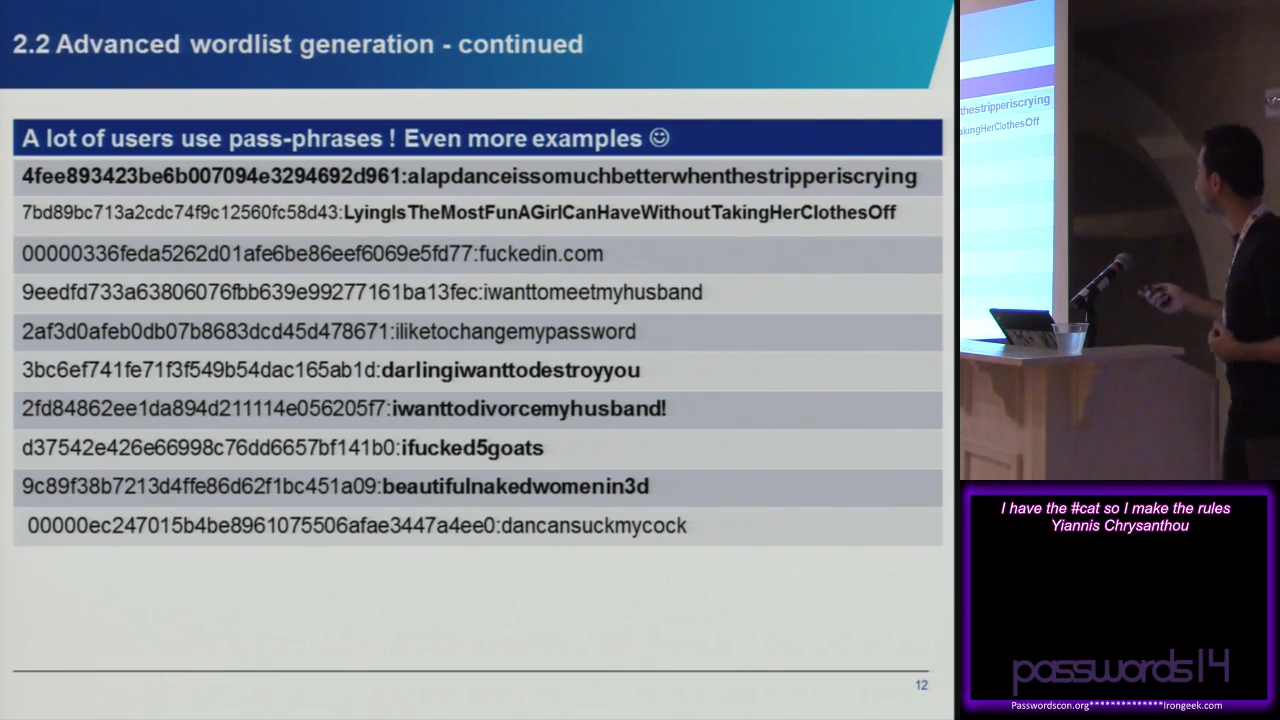 2.2 Advanced wordlist generation - continued
A lot of users use pass-phrases ! Even more examples ☺
4fee893423be6b007094e3294692d961:alapdanceissomuchbetterwhenthestripperiscrying
7bd89bc713a2cdc74f9c12560fc58d43:LyingIsTheMostFunAGirlCanHaveWithoutTakingHerClothesOff
00000336feda5262d01afe6be86eef6069e5fd77:fuckedin.com
9eedfd733a63806076fbb639e99277161ba13fec:iwanttomeetmyhusband
2af3d0afeb0db07b8683dcd45d478671:iliketochangemypassword
3bc6ef741fe71f3f549b54dac165ab1d:darlingiwanttodestroyyou
2fd84862ee1da894d211114e056205f7:iwanttodivorcemyhusband!
d37542e426e66998c76dd6657bf141b0:ifucked5goats
9c89f38b7213d4ffe86d62f1bc451a09:beautifulnakedwomenin3d
00000ec247015b4be8961075506afae3447a4ee0:dancansuckmycock
12
thestripperiscrying
akingHerClothesOff
I have the #cat so I make the rules
Yiannis Chrysanthou
passwords14
Passwordscon.org**************Irongeek.com